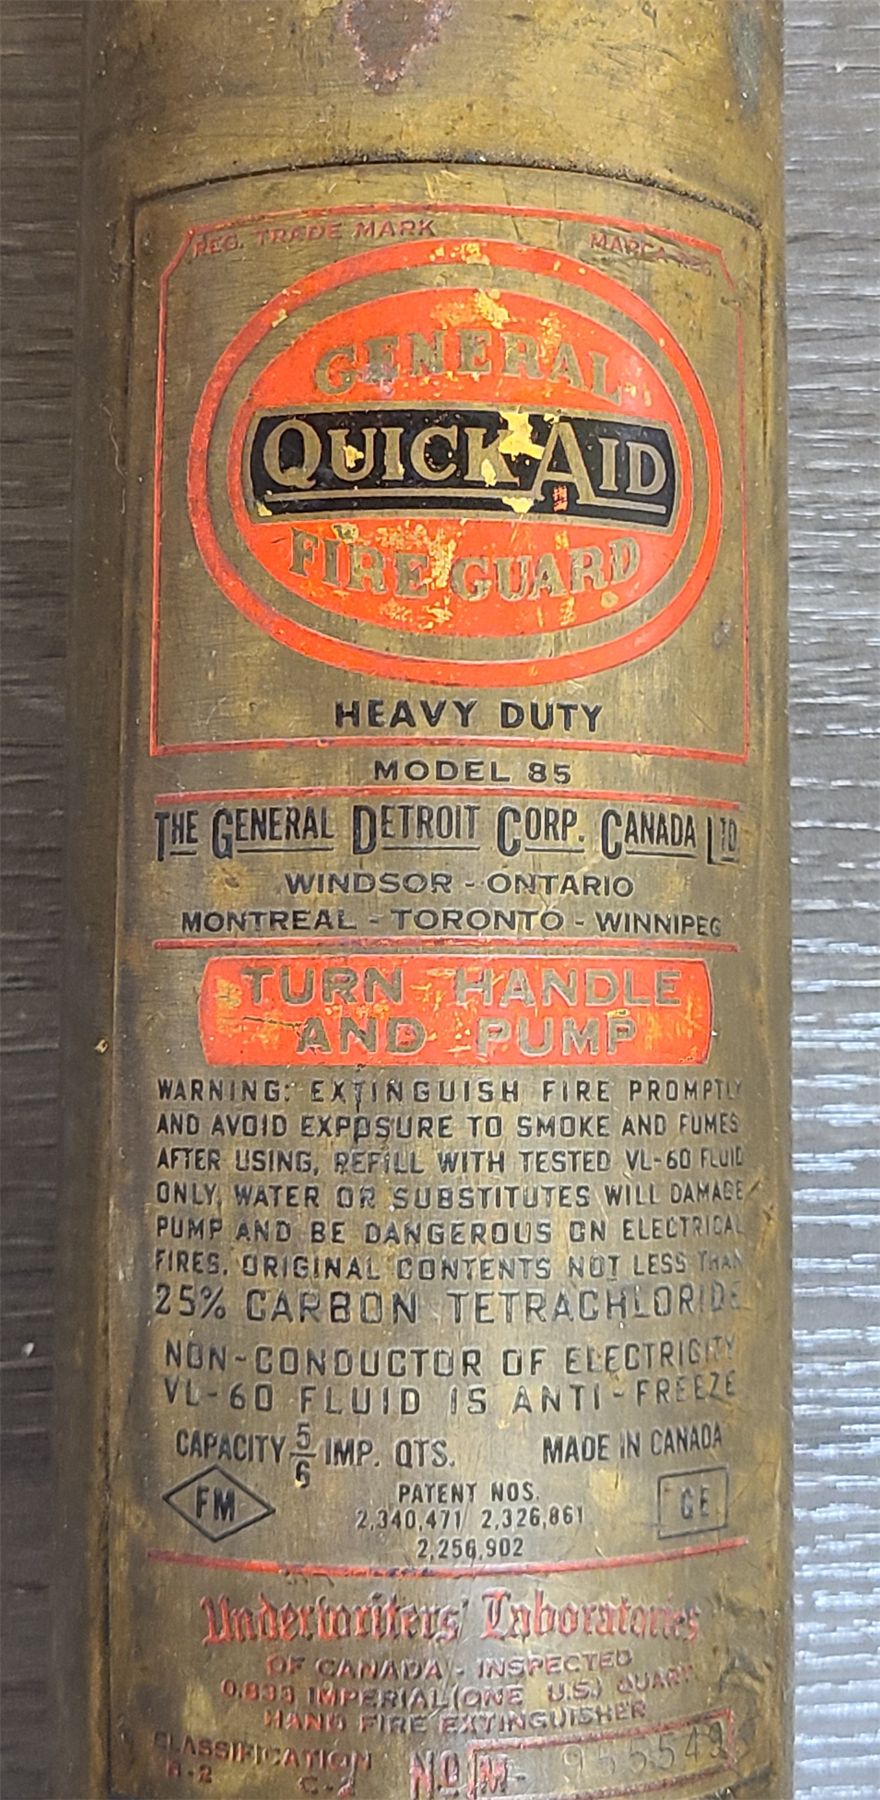 REG. TRADE MARK MARCA REG.
GENERAL
QUICK AID
FIRE GUARD
HEAVY DUTY
MODEL 85
THE GENERAL DETROIT CORP. CANADA LTD
WINDSOR - ONTARIO
MONTREAL - TORONTO - WINNIPEG
TURN HANDLE
AND PUMP
WARNING: EXTINGUISH FIRE PROMPTLY
AND AVOID EXPOSURE TO SMOKE AND FUMES
AFTER USING, REFILL WITH TESTED VL-60 FLUID
ONLY, WATER OR SUBSTITUTES WILL DAMAGE
PUMP AND BE DANGEROUS ON ELECTRICAL
FIRES. ORIGINAL CONTENTS NOT LESS THAN
25% CARBON TETRACHLORIDE
NON-CONDUCTOR OF ELECTRICITY
VL-60 FLUID IS ANTI-FREEZE
CAPACITY 5/6 IMP. QTS. MADE IN CANADA
FM PATENT NOS. GE
2,340,471 2,326,861
2,256,902
Underwriters' Laboratories
OF CANADA - INSPECTED
0.833 IMPERIAL (ONE U.S.) QUART
HAND FIRE EXTINGUISHER
CLASSIFICATION
B-2 C-2 No M-